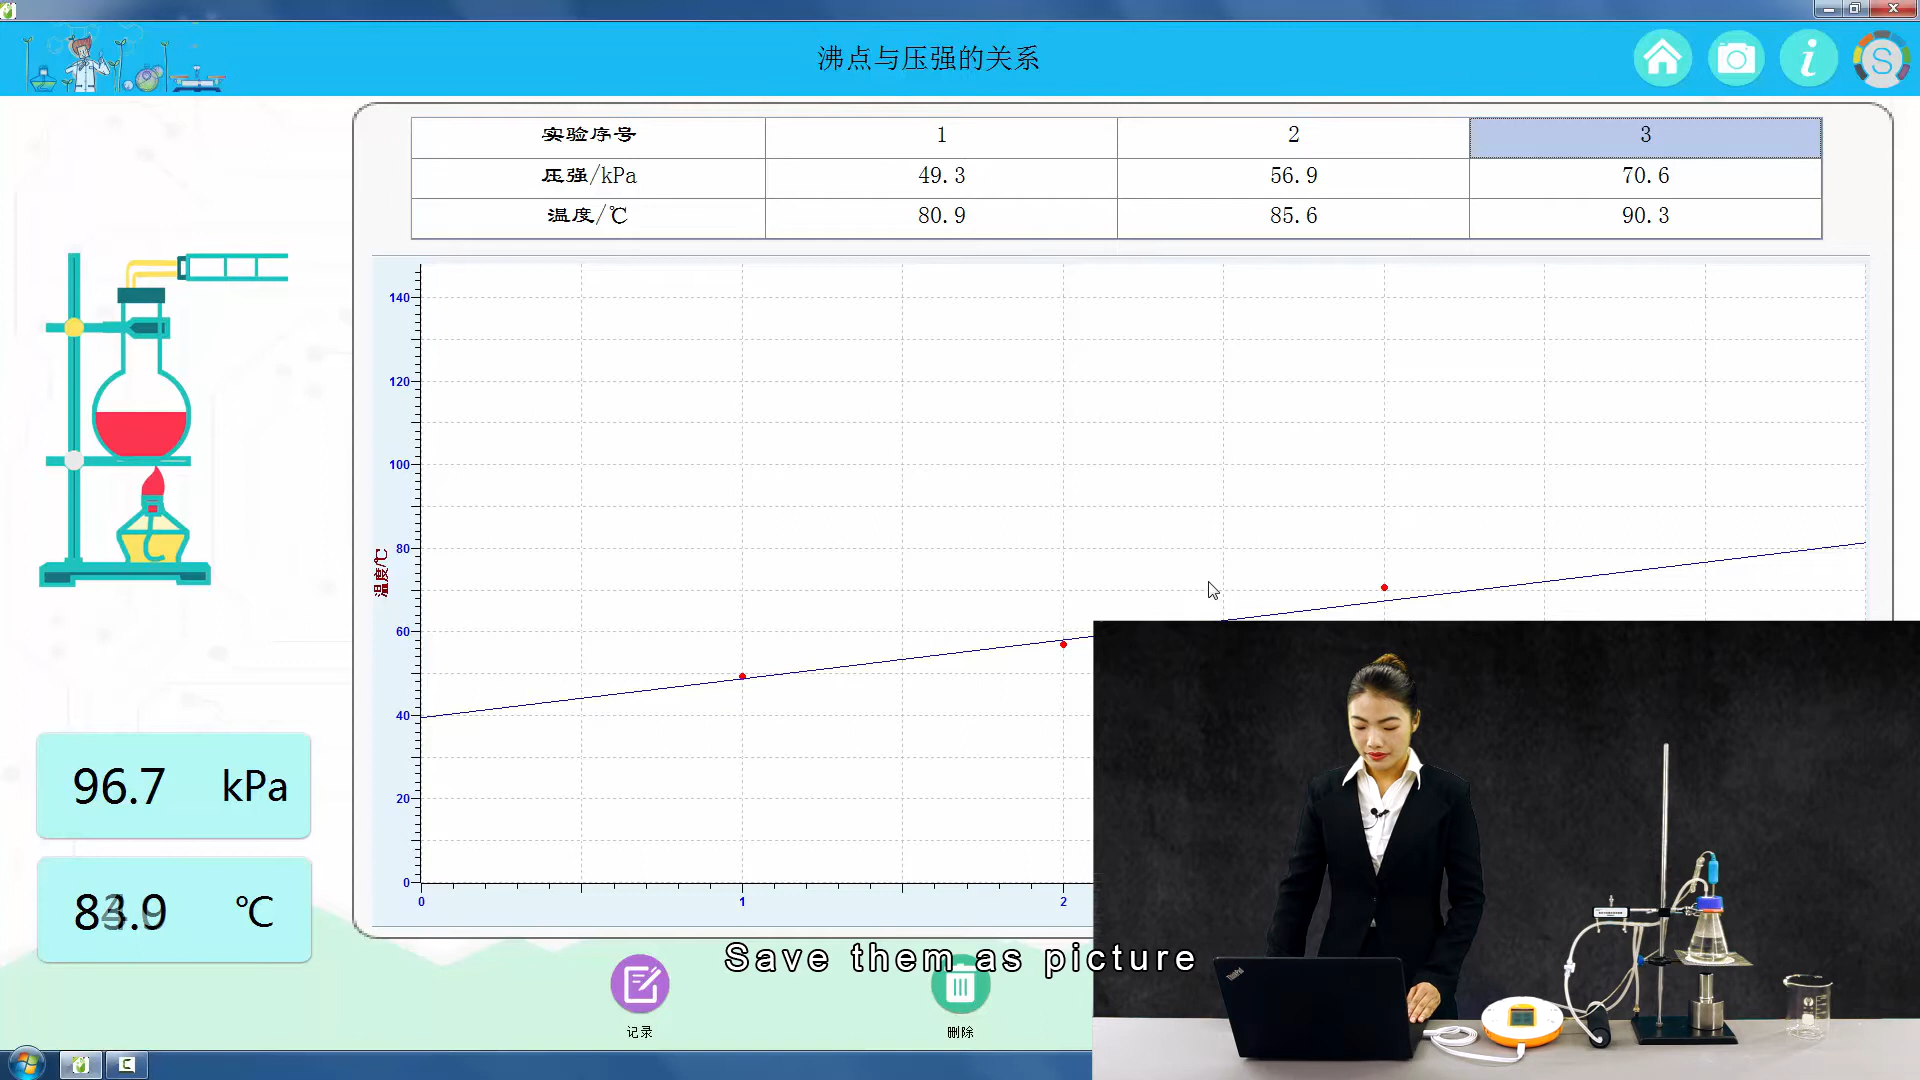 沸点与压强的关系
实验序号 1 2 3
压强/kPa 49.3 56.9 70.6
温度/℃ 80.9 85.6 90.3
140
120
100
80
60
40
20
0
温度/℃
0 1 2
96.7 kPa
℃
Save them as picture
记录 删除
ThinkPad